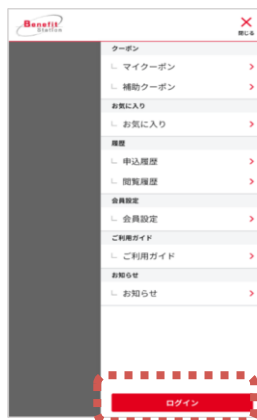 Benefit
Station
閉じる
クーポン
マイクーポン
補助クーポン
お気に入り
お気に入り
履歴
申込履歴
閲覧履歴
会員設定
会員設定
ご利用ガイド
ご利用ガイド
お知らせ
お知らせ
ログイン